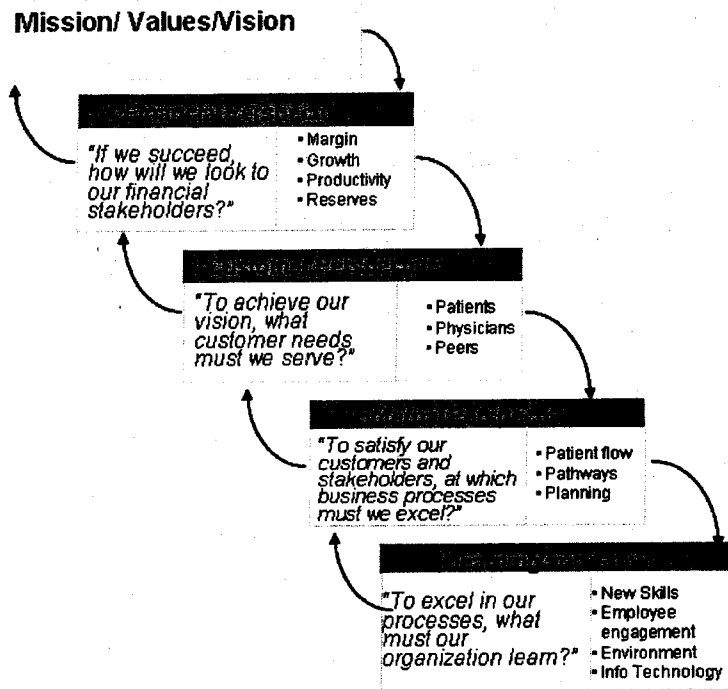 Mission/ Values/Vision
"If we succeed,
how will we look to
our financial
stakeholders?"
▪ Margin
▪ Growth
▪ Productivity
▪ Reserves
"To achieve our
vision, what
customer needs
must we serve?"
▪ Patients
▪ Physicians
▪ Peers
"To satisfy our
customers and
stakeholders, at which
business processes
must we excel?"
▪ Patient flow
▪ Pathways
▪ Planning
"To excel in our
processes, what
must our
organization learn?"
▪ New Skills
▪ Employee
engagement
▪ Environment
▪ Info Technology